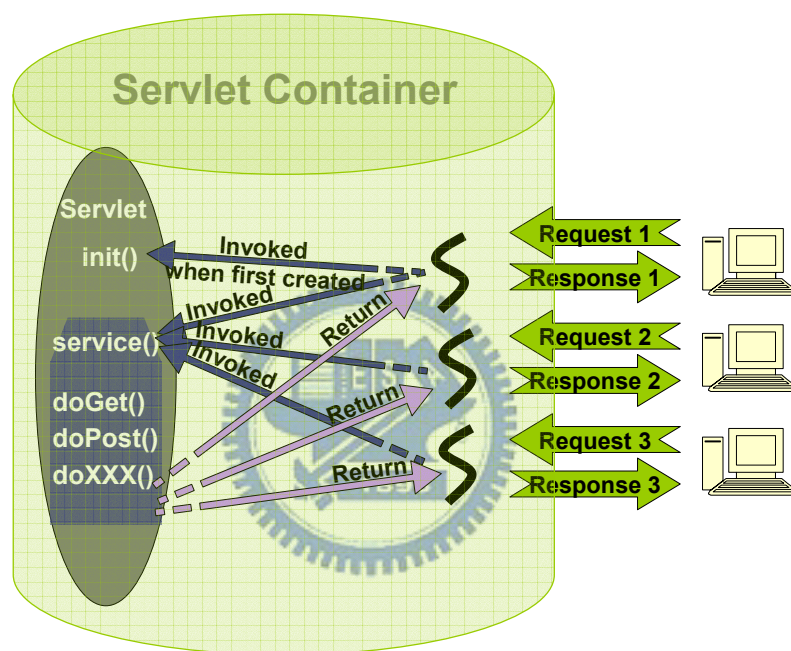 Servlet Container
Servlet
init()
Invoked
when first created
Invoked
Invoked
Invoked
service()
doGet()
doPost()
doXXX()
Return
Return
Return
Request 1
Response 1
Request 2
Response 2
Request 3
Response 3